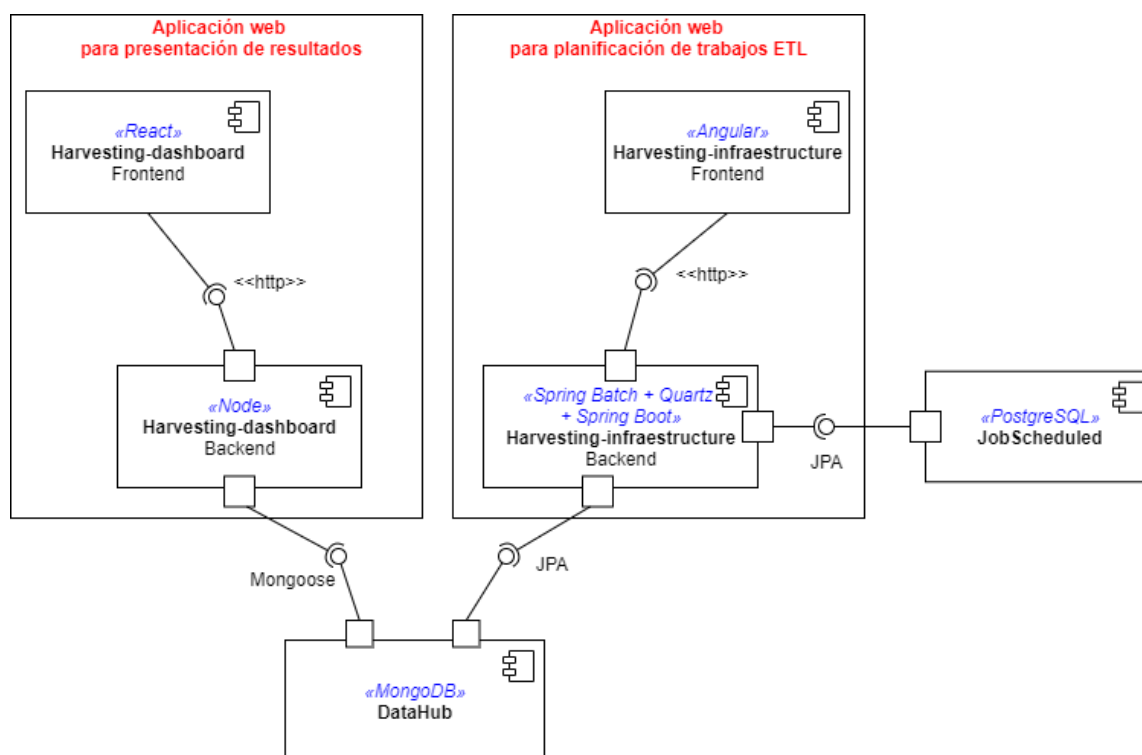 Aplicación web
para presentación de resultados
Aplicación web
para planificación de trabajos ETL
«React»
Harvesting-dashboard
Frontend
«Angular»
Harvesting-infraestructure
Frontend
<<http>>
<<http>>
«Node»
Harvesting-dashboard
Backend
«Spring Batch + Quartz
+ Spring Boot»
Harvesting-infraestructure
Backend
JPA
«PostgreSQL»
JobScheduled
Mongoose
JPA
«MongoDB»
DataHub